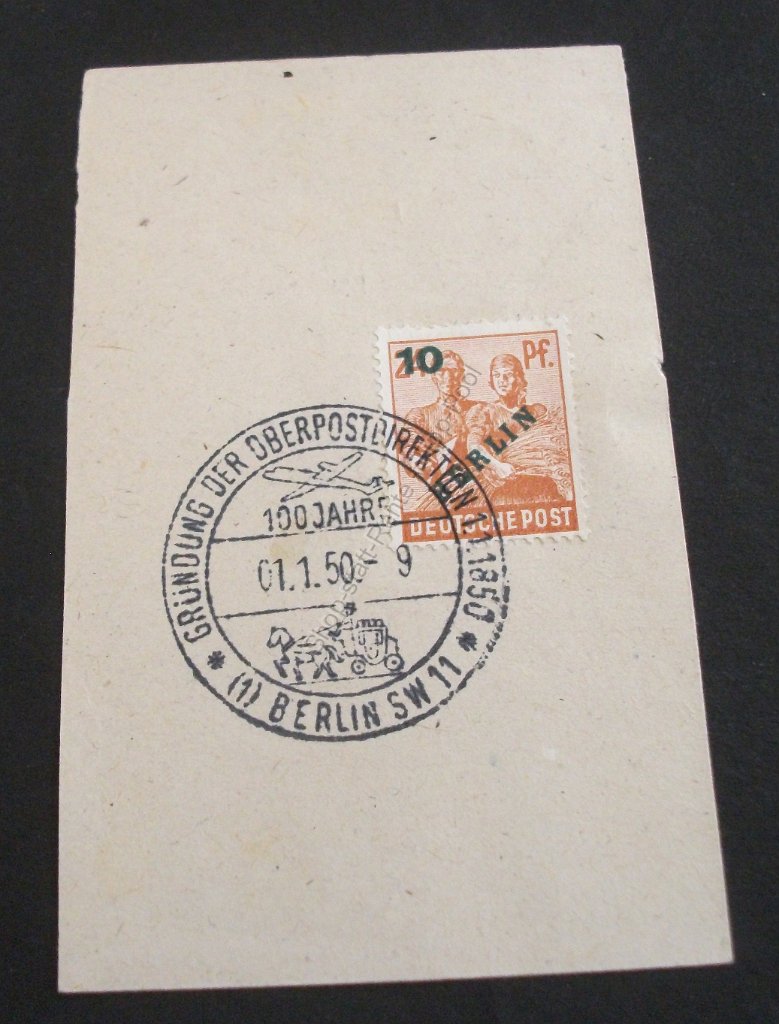 10
24 Pf.
BERLIN
DEUTSCHE POST
GRÜNDUNG DER OBERPOSTDIREKTION 1.1.1850
100 JAHRE
01.1.50 - 9
* (1) BERLIN SW 11 *